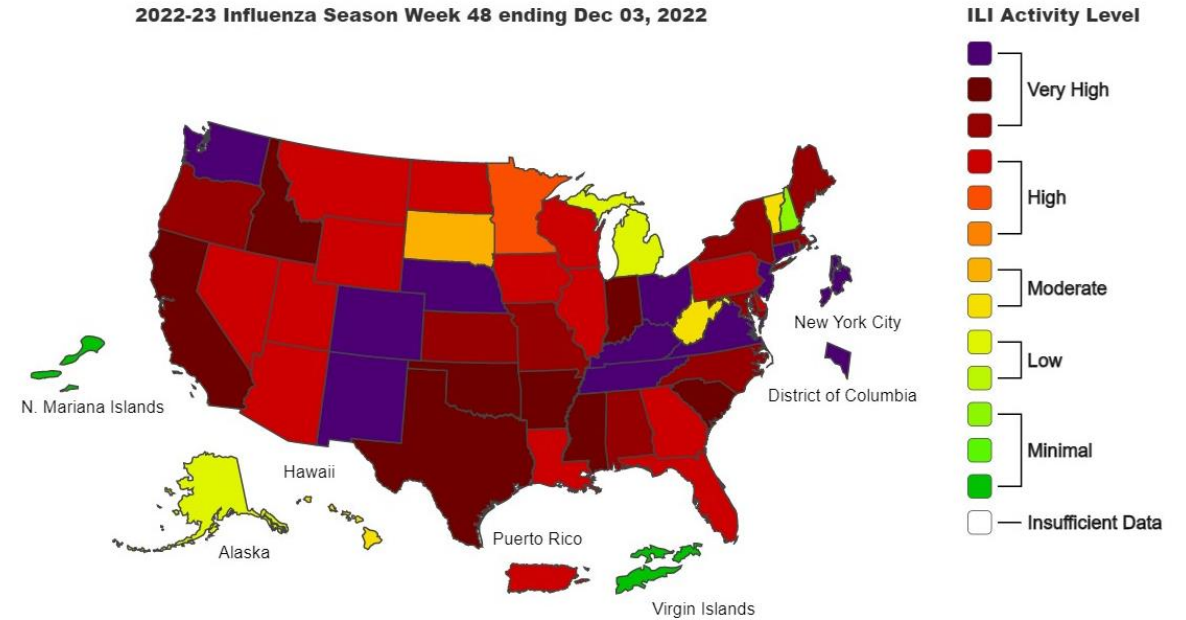 2022-23 Influenza Season Week 48 ending Dec 03, 2022
ILI Activity Level
Very High
High
Moderate
Low
Minimal
Insufficient Data
New York City
District of Columbia
N. Mariana Islands
Hawaii
Alaska
Puerto Rico
Virgin Islands